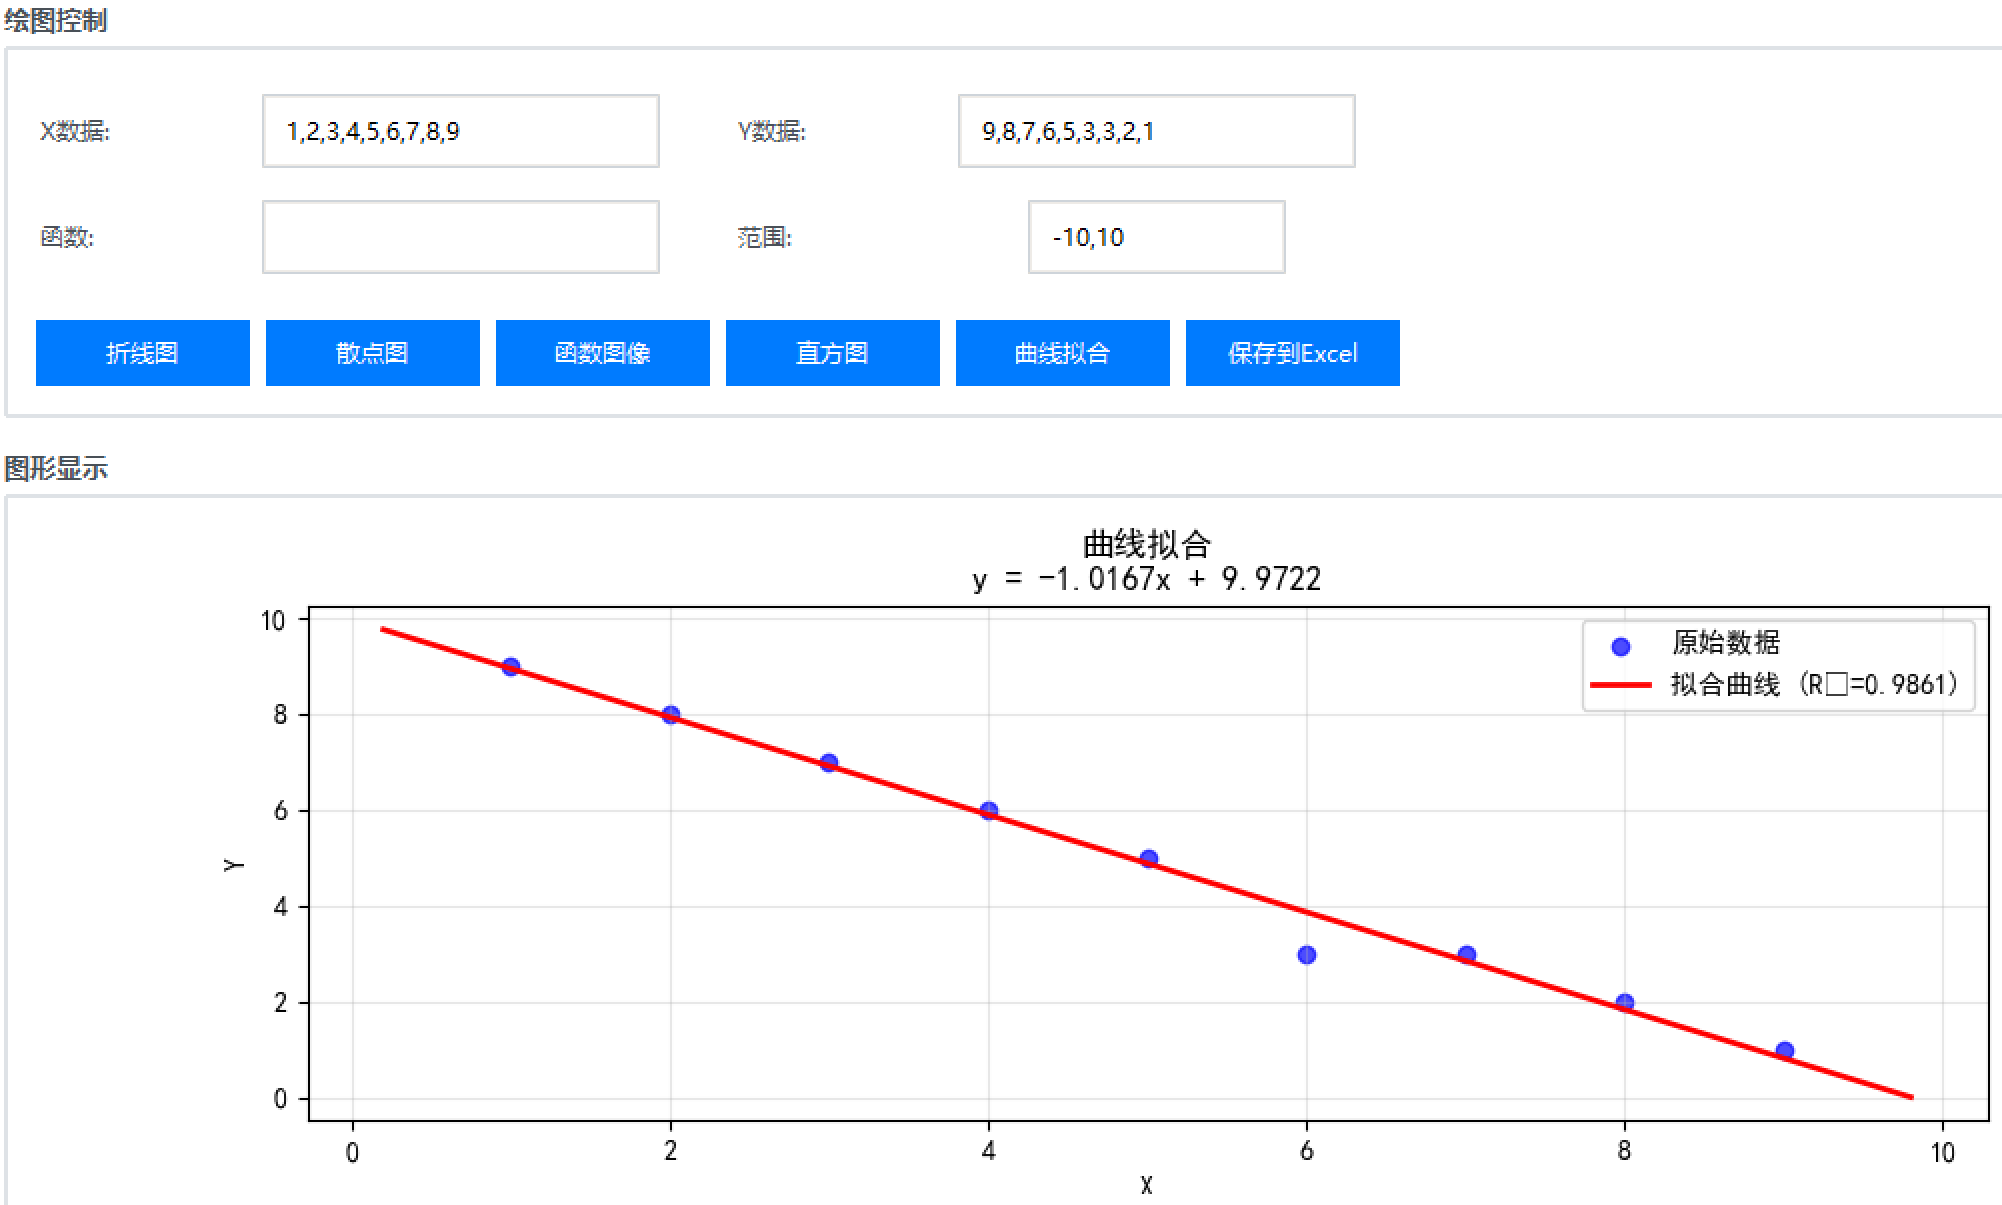 绘图控制
X数据: 1,2,3,4,5,6,7,8,9 Y数据: 9,8,7,6,5,3,3,2,1
函数: 范围: -10,10
折线图 散点图 函数图像 直方图 曲线拟合 保存到Excel
图形显示
曲线拟合
y = -1.0167x + 9.9722
原始数据
拟合曲线 (R□=0.9861)
10
8
6
4
2
0
Y
0 2 4 6 8 10
X